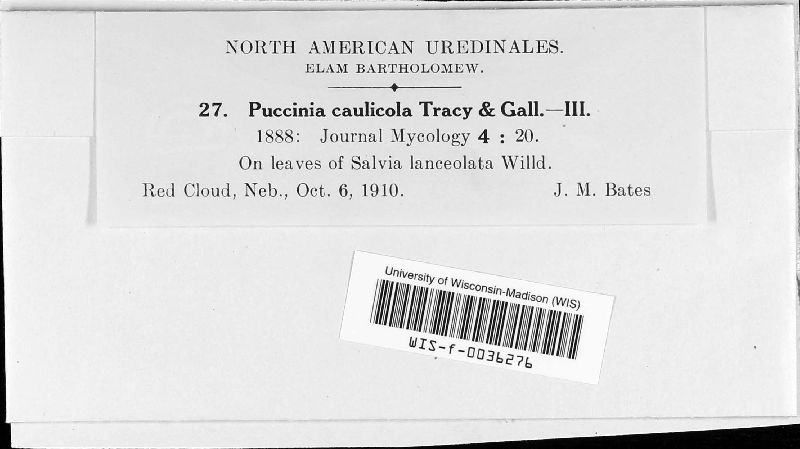 NORTH AMERICAN UREDINALES.
ELAM BARTHOLOMEW.
27. Puccinia caulicola Tracy & Gall.—III.
1888: Journal Mycology 4 : 20.
On leaves of Salvia lanceolata Willd.
Red Cloud, Neb., Oct. 6, 1910. J. M. Bates
University of Wisconsin-Madison (WIS)
WIS-f-0036276